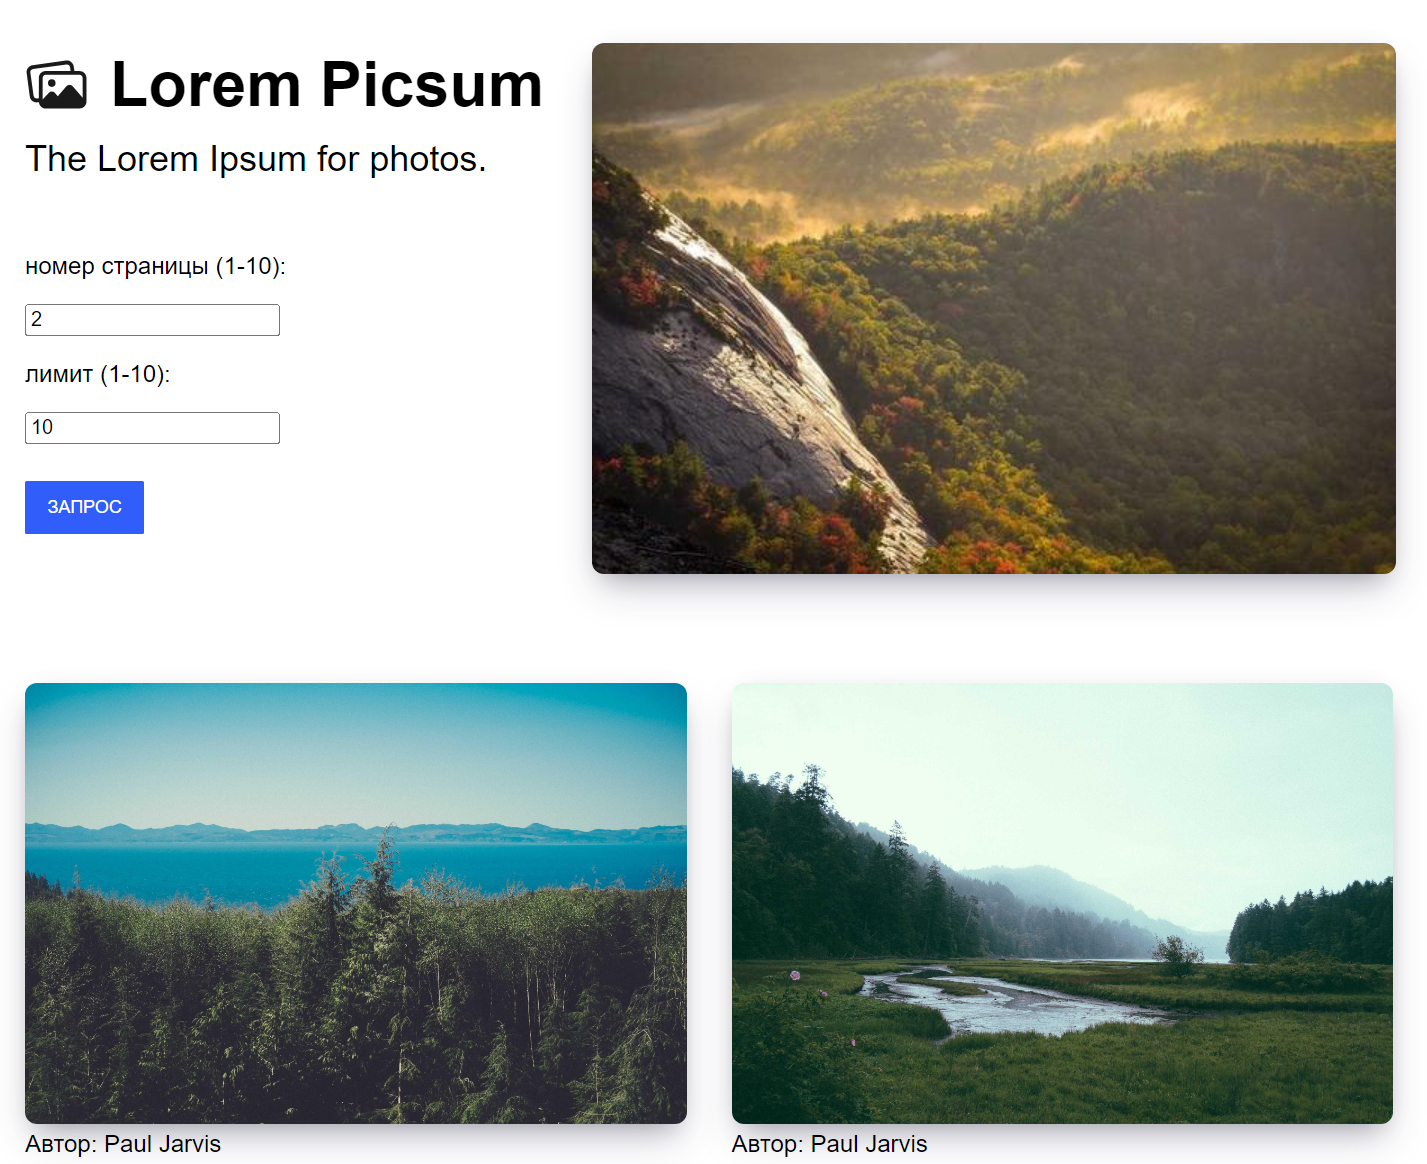 Lorem Picsum
The Lorem Ipsum for photos.
номер страницы (1-10):
2
лимит (1-10):
10
ЗАПРОС
Автор: Paul Jarvis
Автор: Paul Jarvis